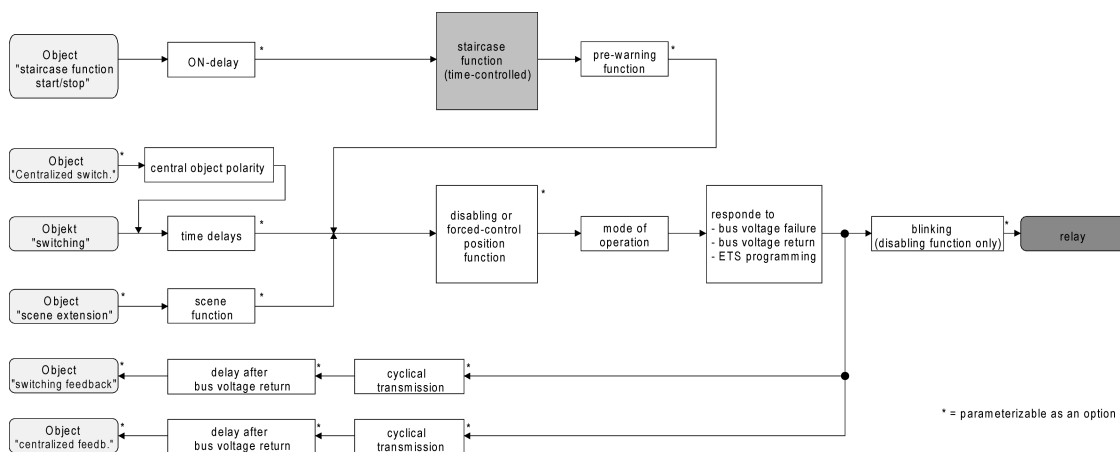 Object
"staircase function
start/stop"
*
ON-delay
staircase
function
(time-controlled)
*
pre-warning
function
*
Object
"Centralized switch."
central object polarity
Objekt
"switching"
*
time delays
*
disabling or
forced-control
position
function
mode of
operation
responde to
- bus voltage failure
- bus voltage return
- ETS programming
*
blinking
(disabling function only)
relay
*
Object
"scene extension"
*
scene
function
*
Object
"switching feedback"
*
delay after
bus voltage return
*
cyclical
transmission
*
Object
"centralized feedb."
*
delay after
bus voltage return
*
cyclical
transmission
* = parameterizable as an option